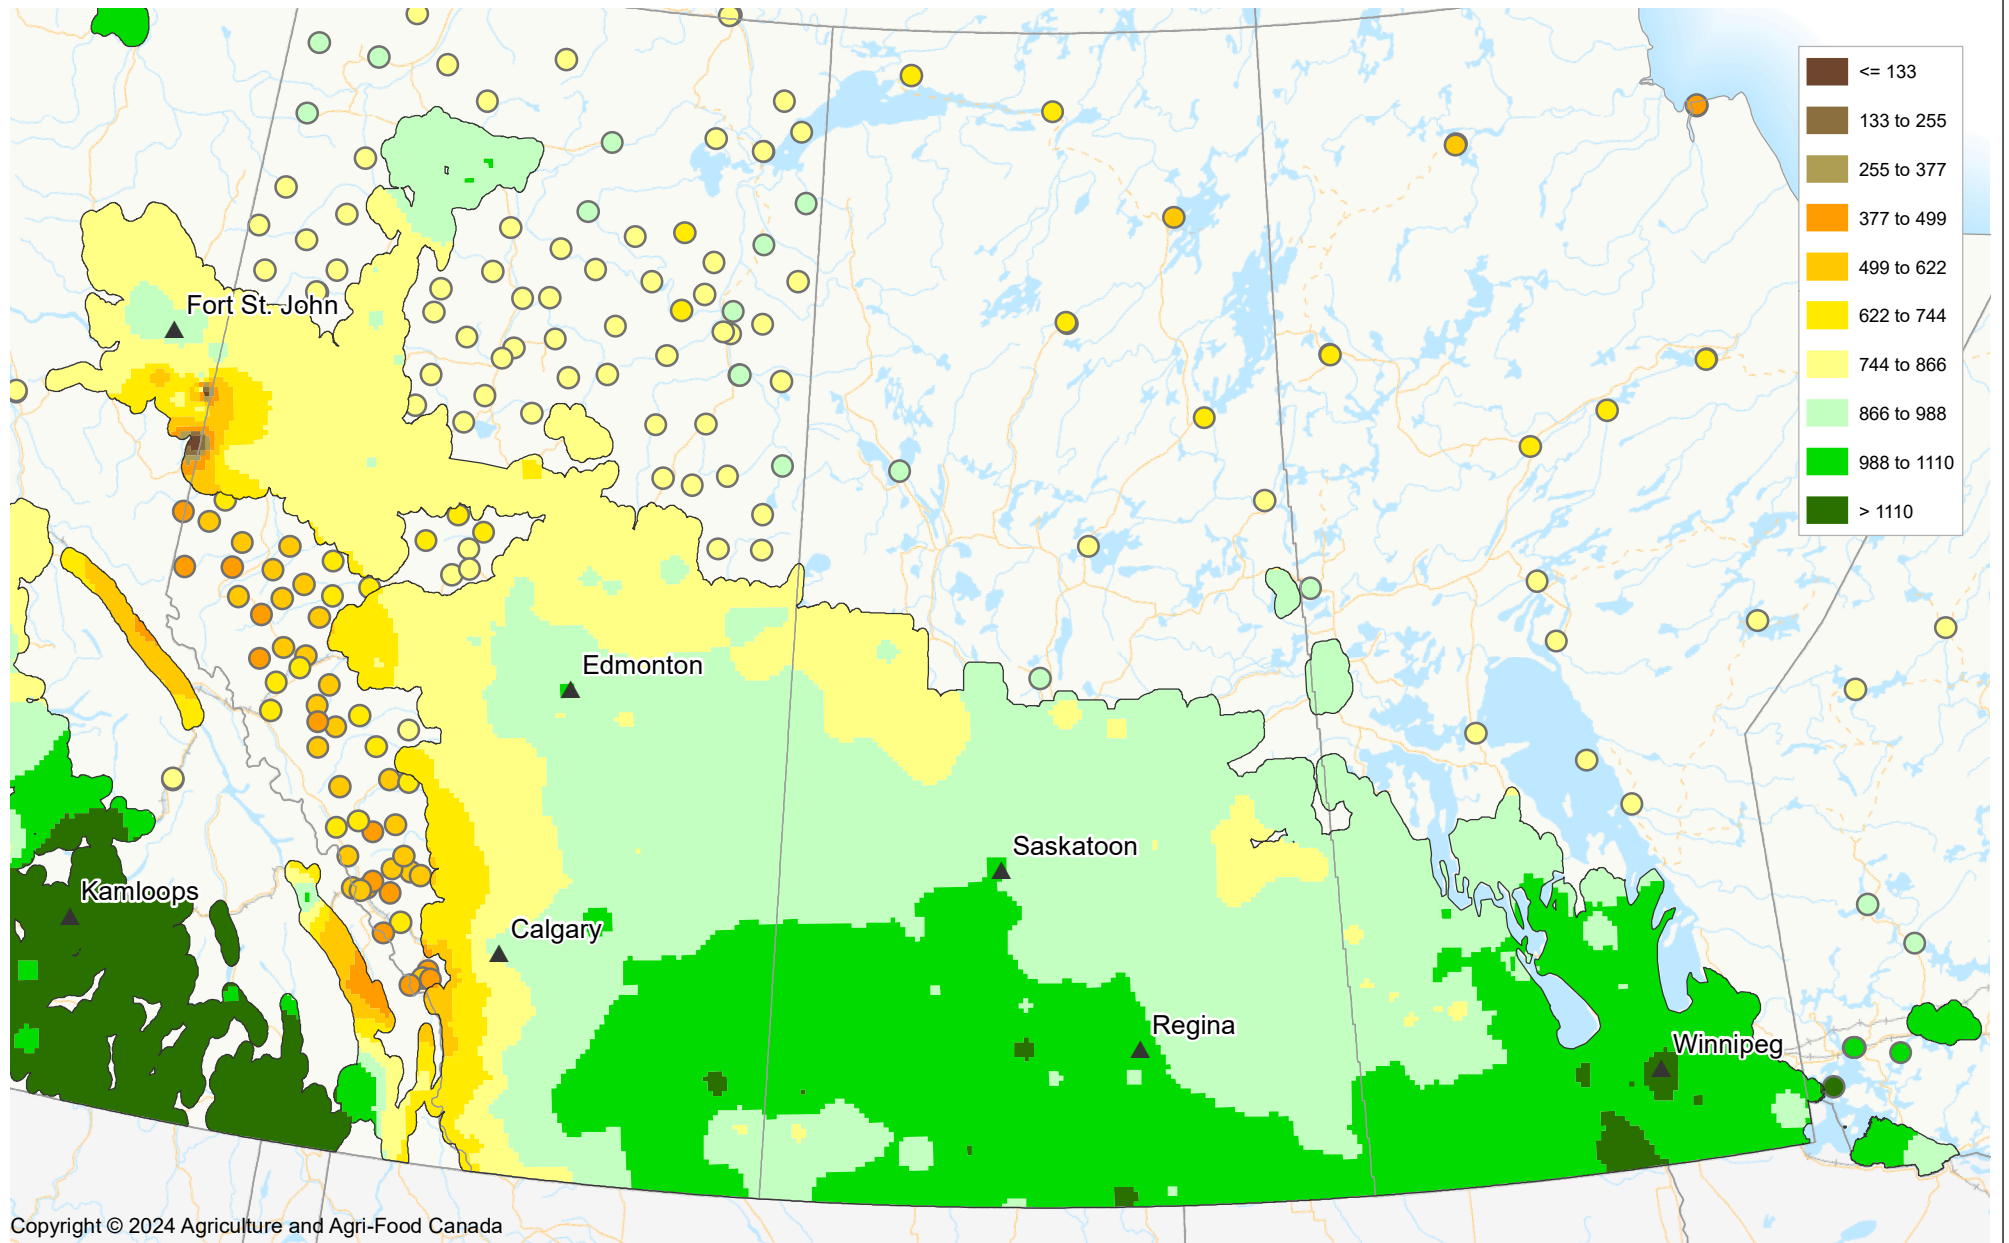 <= 133
133 to 255
255 to 377
377 to 499
499 to 622
622 to 744
744 to 866
866 to 988
988 to 1110
> 1110
Fort St. John
Edmonton
Saskatoon
Kamloops
Calgary
Regina
Winnipeg
Copyright © 2024 Agriculture and Agri-Food Canada